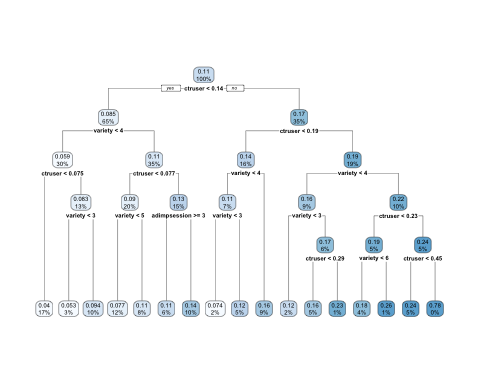 0.11
100%
yes ctruser < 0.14 no
0.085
65%
variety < 4
0.17
35%
ctruser < 0.19
0.059
30%
ctruser < 0.075
0.11
35%
ctruser < 0.077
0.14
16%
variety < 4
0.19
19%
variety < 4
0.083
13%
variety < 3
0.09
20%
variety < 5
0.13
15%
adimpsession >= 3
0.11
7%
variety < 3
0.16
9%
variety < 3
0.22
10%
ctruser < 0.23
0.17
6%
ctruser < 0.29
0.19
5%
variety < 6
0.24
5%
ctruser < 0.45
0.04 0.053 0.094 0.077 0.11 0.11 0.14 0.074 0.12 0.16 0.12 0.16 0.23 0.18 0.26 0.24 0.78
17% 3% 10% 12% 8% 6% 10% 2% 5% 9% 2% 5% 1% 4% 1% 5% 0%